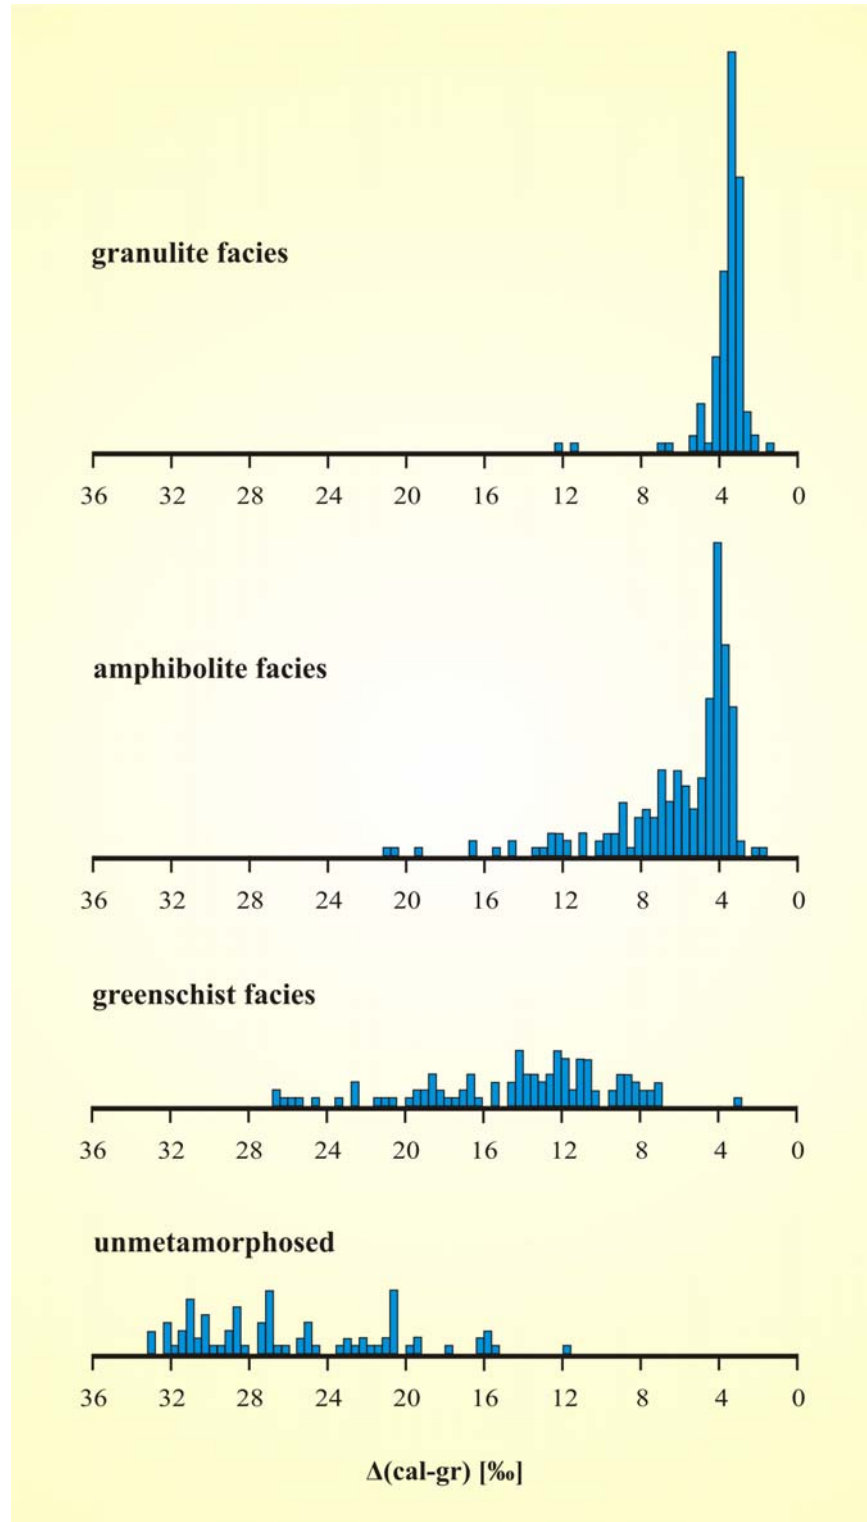 granulite facies
36 32 28 24 20 16 12 8 4 0
amphibolite facies
36 32 28 24 20 16 12 8 4 0
greenschist facies
36 32 28 24 20 16 12 8 4 0
unmetamorphosed
36 32 28 24 20 16 12 8 4 0
Δ(cal-gr) [‰]